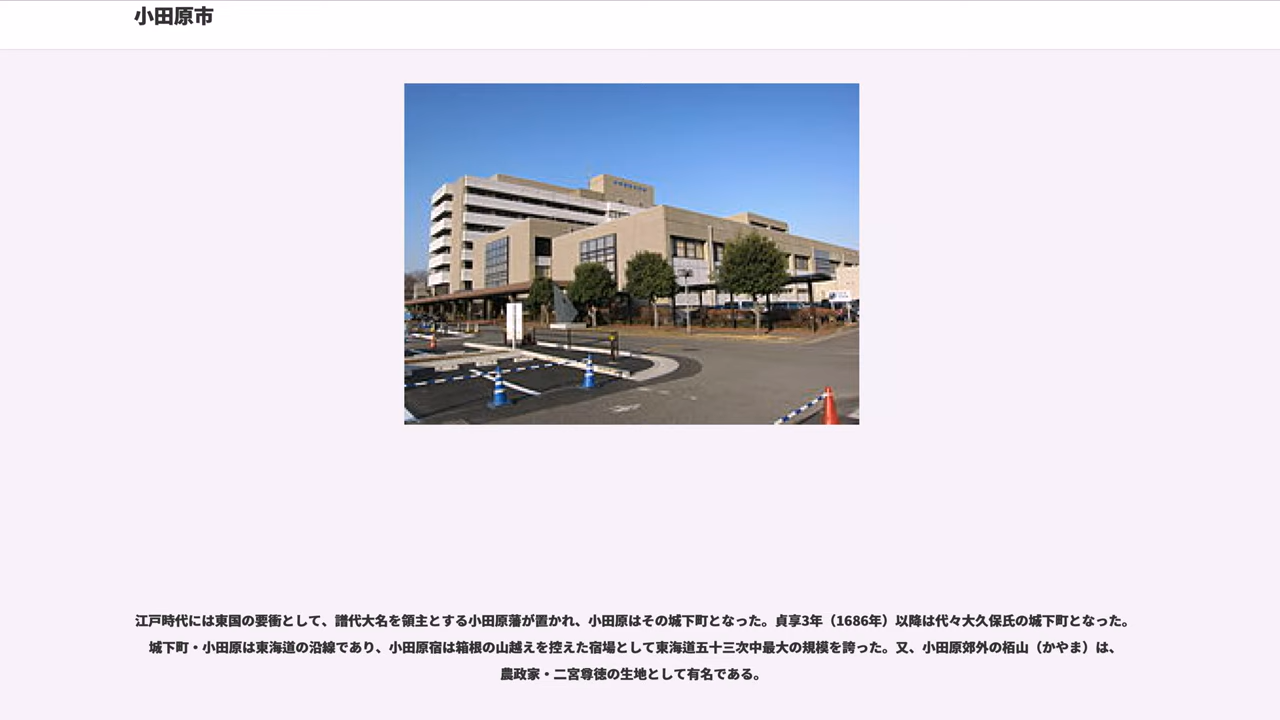 小田原市
江戸時代には東国の要衝として、譜代大名を領主とする小田原藩が置かれ、小田原はその城下町となった。貞享3年（1686年）以降は代々大久保氏の城下町となった。
城下町・小田原は東海道の沿線であり、小田原宿は箱根の山越えを控えた宿場として東海道五十三次中最大の規模を誇った。又、小田原郊外の栢山（かやま）は、
農政家・二宮尊徳の生地として有名である。